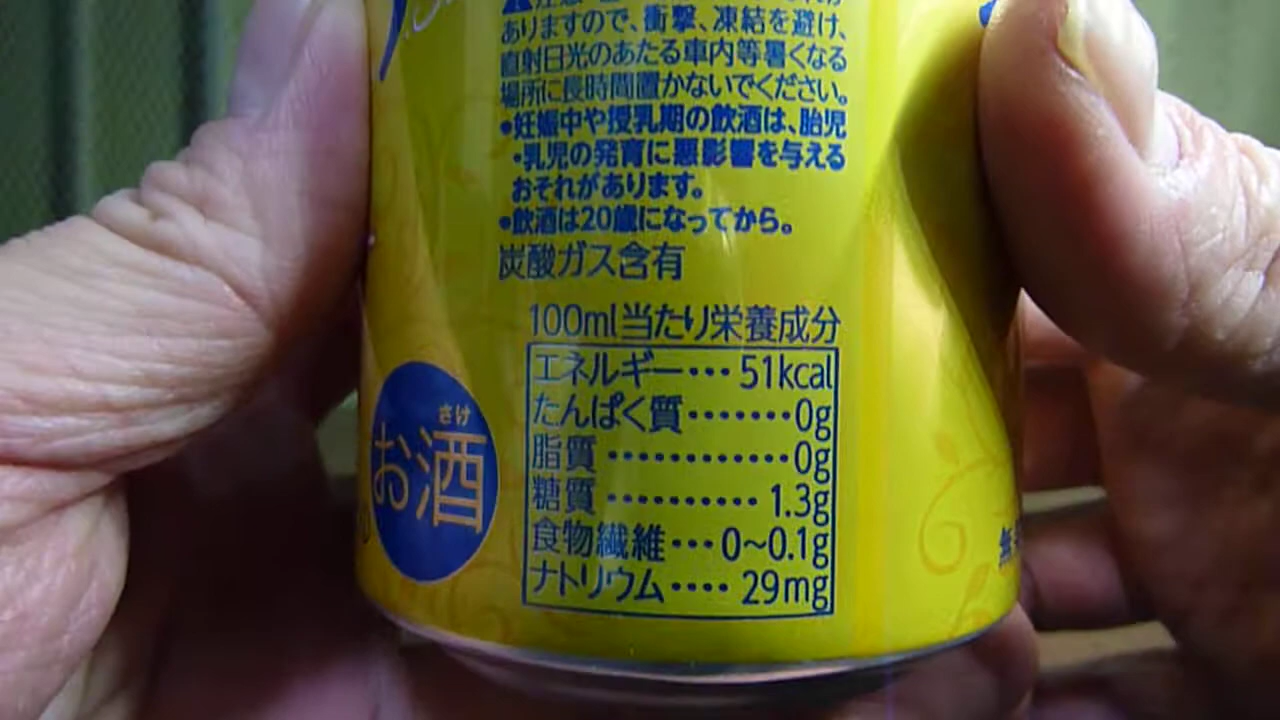 ありますので、衝撃、凍結を避け、
直射日光のあたる車内等暑くなる
場所に長時間置かないでください。
•妊娠中や授乳期の飲酒は、胎児
•乳児の発育に悪影響を与える
おそれがあります。
•飲酒は20歳になってから。
炭酸ガス含有
100ml当たり栄養成分
エネルギー••• 51kcal
たんぱく質•••••••0g
脂質••••••••••••0g
糖質•••••••••• 1.3g
食物繊維•••0~0.1g
ナトリウム•••• 29mg
さけ
お酒